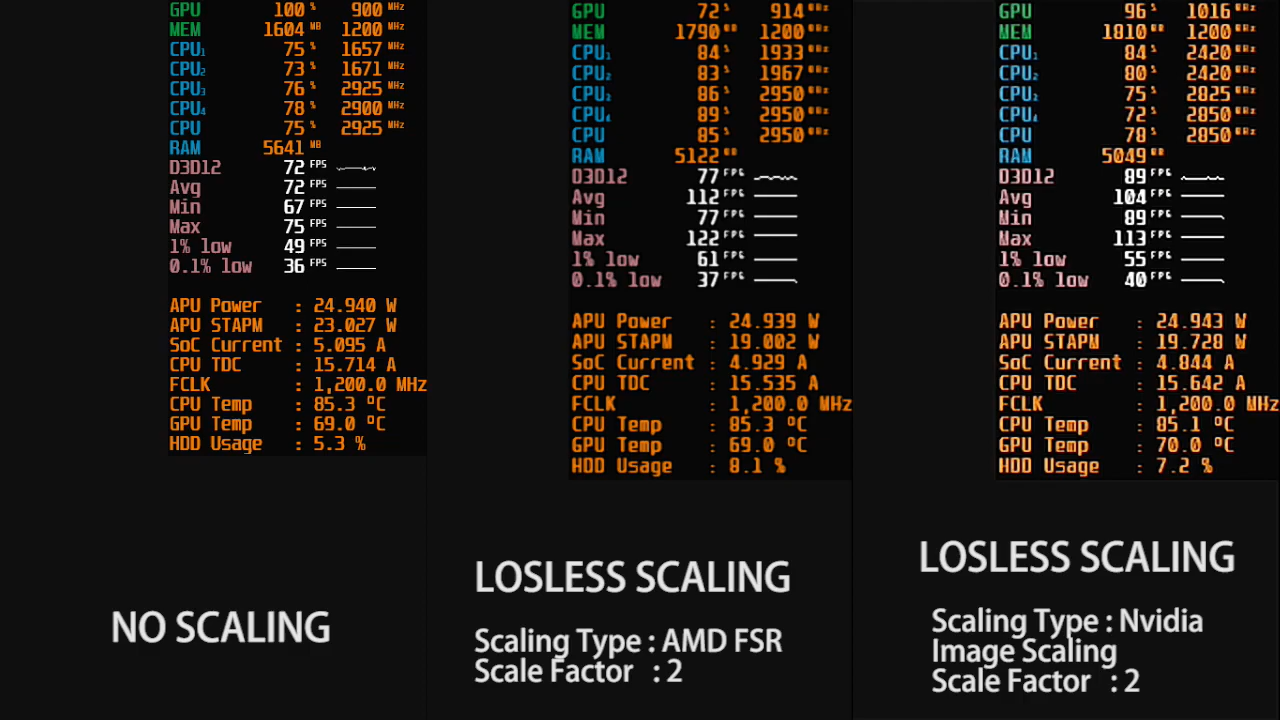 GPU 100 % 900 MHz
MEM 1604 MB 1200 MHz
CPU1 75 % 1657 MHz
CPU2 73 % 1671 MHz
CPU3 76 % 2925 MHz
CPU4 78 % 2900 MHz
CPU 75 % 2925 MHz
RAM 5641 MB
D3D12 72 FPS
Avg 72 FPS
Min 67 FPS
Max 75 FPS
1% low 49 FPS
0.1% low 36 FPS
APU Power : 24.940 W
APU STAPM : 23.027 W
SoC Current : 5.095 A
CPU TDC : 15.714 A
FCLK : 1,200.0 MHz
CPU Temp : 85.3 ºC
GPU Temp : 69.0 ºC
HDD Usage : 5.3 %
NO SCALING
GPU 72 % 914 MHz
MEM 1790 MB 1200 MHz
CPU1 84 % 1933 MHz
CPU2 83 % 1967 MHz
CPU3 86 % 2950 MHz
CPU4 89 % 2950 MHz
CPU 85 % 2950 MHz
RAM 5122 MB
D3D12 77 FPS
Avg 112 FPS
Min 77 FPS
Max 122 FPS
1% low 61 FPS
0.1% low 37 FPS
APU Power : 24.939 W
APU STAPM : 19.002 W
SoC Current : 4.929 A
CPU TDC : 15.535 A
FCLK : 1,200.0 MHz
CPU Temp : 85.3 ºC
GPU Temp : 69.0 ºC
HDD Usage : 8.1 %
LOSLESS SCALING
Scaling Type : AMD FSR
Scale Factor : 2
GPU 96 % 1016 MHz
MEM 1810 MB 1200 MHz
CPU1 84 % 2420 MHz
CPU2 80 % 2420 MHz
CPU3 75 % 2825 MHz
CPU4 72 % 2850 MHz
CPU 78 % 2850 MHz
RAM 5049 MB
D3D12 89 FPS
Avg 104 FPS
Min 89 FPS
Max 113 FPS
1% low 55 FPS
0.1% low 40 FPS
APU Power : 24.943 W
APU STAPM : 19.728 W
SoC Current : 4.844 A
CPU TDC : 15.642 A
FCLK : 1,200.0 MHz
CPU Temp : 85.1 ºC
GPU Temp : 70.0 ºC
HDD Usage : 7.2 %
LOSLESS SCALING
Scaling Type : Nvidia
Image Scaling
Scale Factor : 2